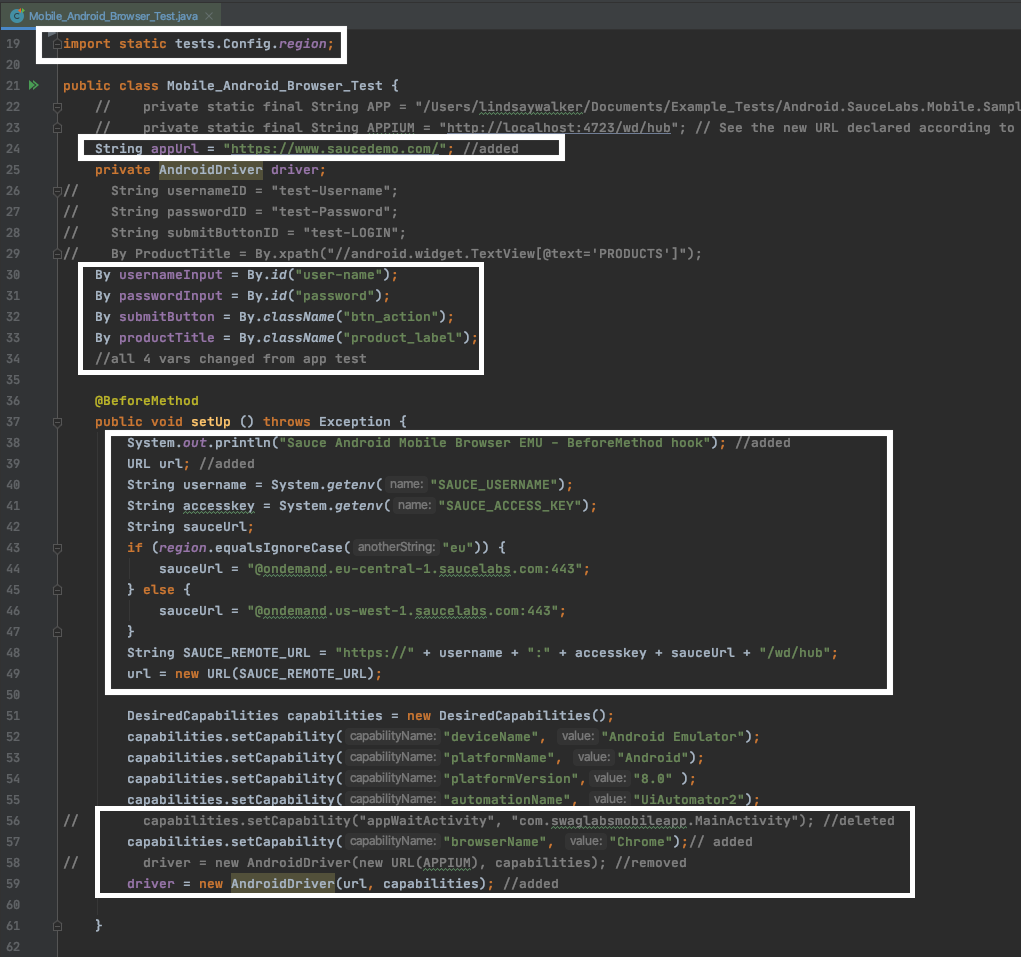 Mobile_Android_Browser_Test.java
19 import static tests.Config.region;
20
21 public class Mobile_Android_Browser_Test {
22 // private static final String APP = "/Users/lindsaywalker/Documents/Example_Tests/Android.SauceLabs.Mobile.Sampl
23 // private static final String APPIUM = "http://localhost:4723/wd/hub"; // See the new URL declared according to
24 String appUrl = "https://www.saucedemo.com/"; //added
25 private AndroidDriver driver;
26 // String usernameID = "test-Username";
27 // String passwordID = "test-Password";
28 // String submitButtonID = "test-LOGIN";
29 // By ProductTitle = By.xpath("//android.widget.TextView[@text='PRODUCTS']");
30 By usernameInput = By.id("user-name");
31 By passwordInput = By.id("password");
32 By submitButton = By.className("btn_action");
33 By productTitle = By.className("product_label");
34 //all 4 vars changed from app test
35
36 @BeforeMethod
37 public void setUp () throws Exception {
38 System.out.println("Sauce Android Mobile Browser EMU - BeforeMethod hook"); //added
39 URL url; //added
40 String username = System.getenv( name: "SAUCE_USERNAME");
41 String accesskey = System.getenv( name: "SAUCE_ACCESS_KEY");
42 String sauceUrl;
43 if (region.equalsIgnoreCase( anotherString: "eu")) {
44 sauceUrl = "@ondemand.eu-central-1.saucelabs.com:443";
45 } else {
46 sauceUrl = "@ondemand.us-west-1.saucelabs.com:443";
47 }
48 String SAUCE_REMOTE_URL = "https://" + username + ":" + accesskey + sauceUrl + "/wd/hub";
49 url = new URL(SAUCE_REMOTE_URL);
50
51 DesiredCapabilities capabilities = new DesiredCapabilities();
52 capabilities.setCapability( capabilityName: "deviceName", value: "Android Emulator");
53 capabilities.setCapability( capabilityName: "platformName", value: "Android");
54 capabilities.setCapability( capabilityName: "platformVersion", value: "8.0" );
55 capabilities.setCapability( capabilityName: "automationName", value: "UiAutomator2");
56 // capabilities.setCapability("appWaitActivity", "com.swaglabsmobileapp.MainActivity"); //deleted
57 capabilities.setCapability( capabilityName: "browserName", value: "Chrome");// added
58 // driver = new AndroidDriver(new URL(APPIUM), capabilities); //removed
59 driver = new AndroidDriver(url, capabilities); //added
60
61 }
62